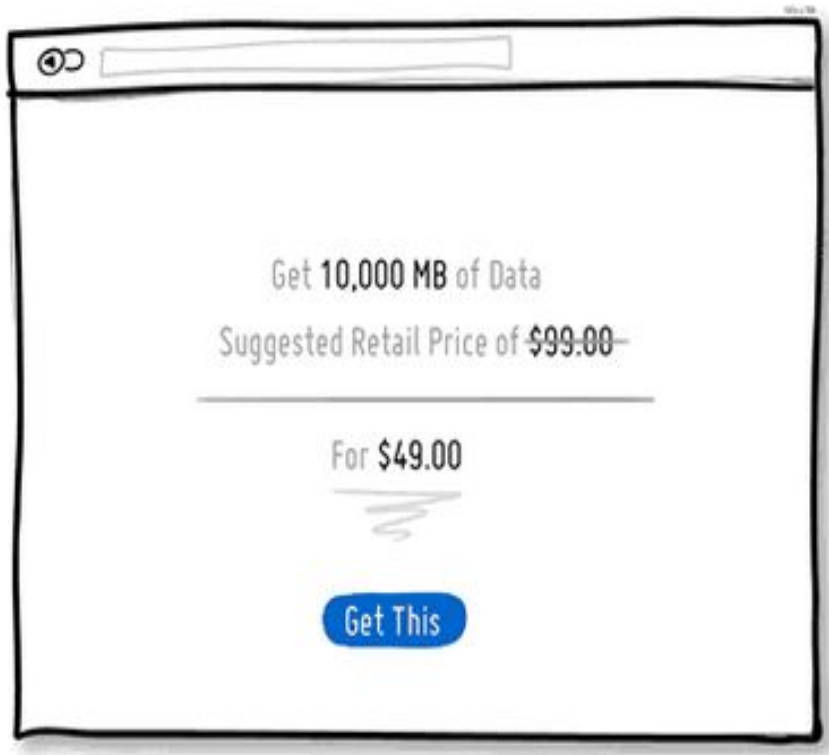 Get 10,000 MB of Data
Suggested Retail Price of $99.00
For $49.00
Get This